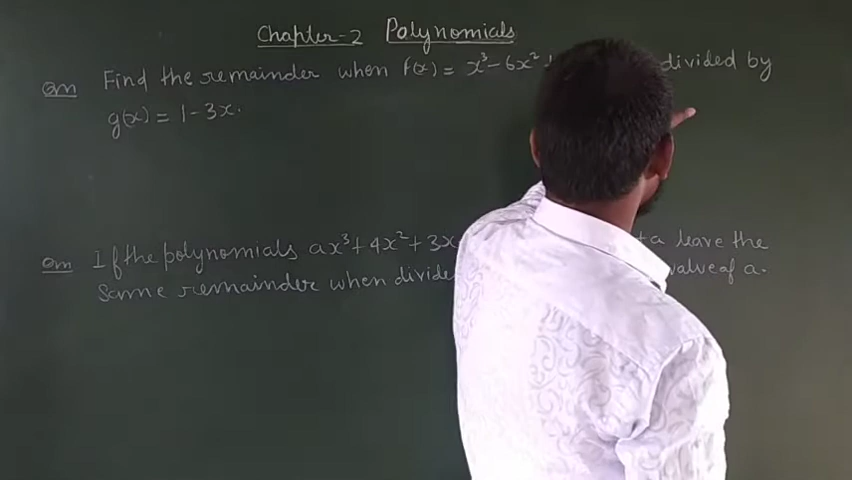 Chapter-2 Polynomials
Qn Find the remainder when f(x) = x³-6x² divided by
g(x) = 1-3x.
Qn If the polynomials ax³+4x²+3x +a leave the
same remainder when divide value of a.